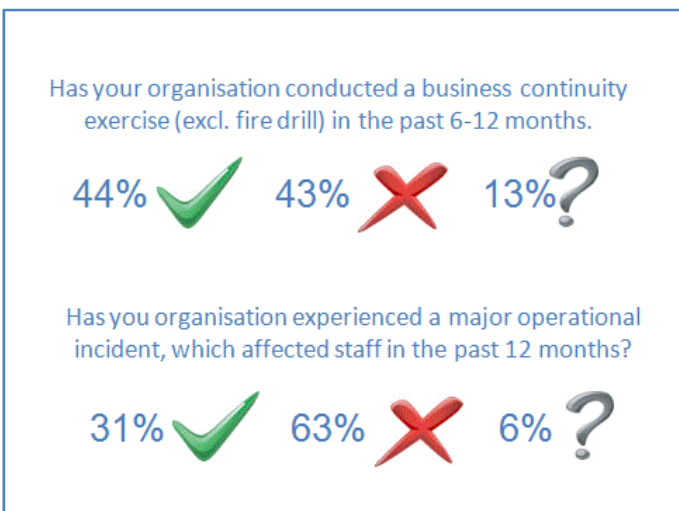 Has your organisation conducted a business continuity
exercise (excl. fire drill) in the past 6-12 months.
44% 43% 13%?
Has you organisation experienced a major operational
incident, which affected staff in the past 12 months?
31% 63% 6% ?